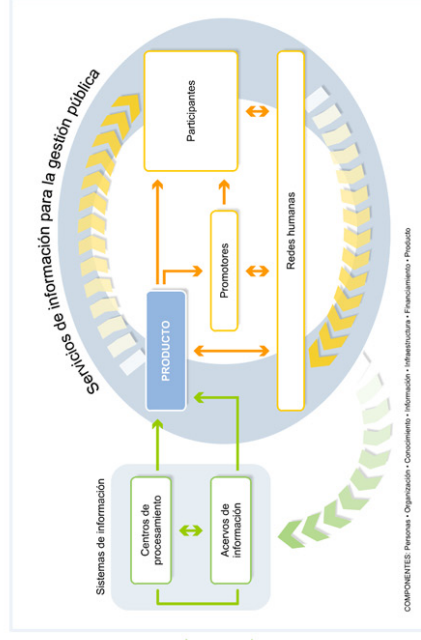 Servicios de información para la gestión pública
Sistemas de información
Centros de
procesamiento
Acervos de
información
PRODUCTO
Promotores
Participantes
Redes humanas
COMPONENTES: Personas • Organización • Conocimiento • Información • Infraestructura • Financiamiento • Producto